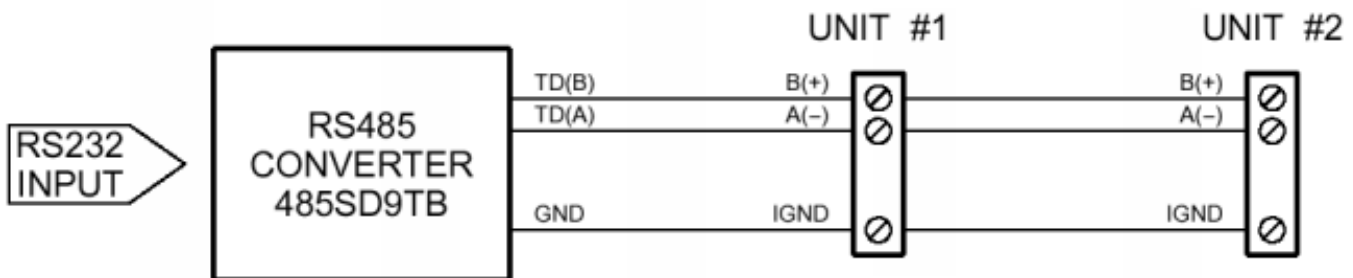 UNIT #1
UNIT #2
TD(B)
B(+)
B(+)
TD(A)
A(−)
A(−)
RS232
INPUT
RS485
CONVERTER
485SD9TB
GND
IGND
IGND